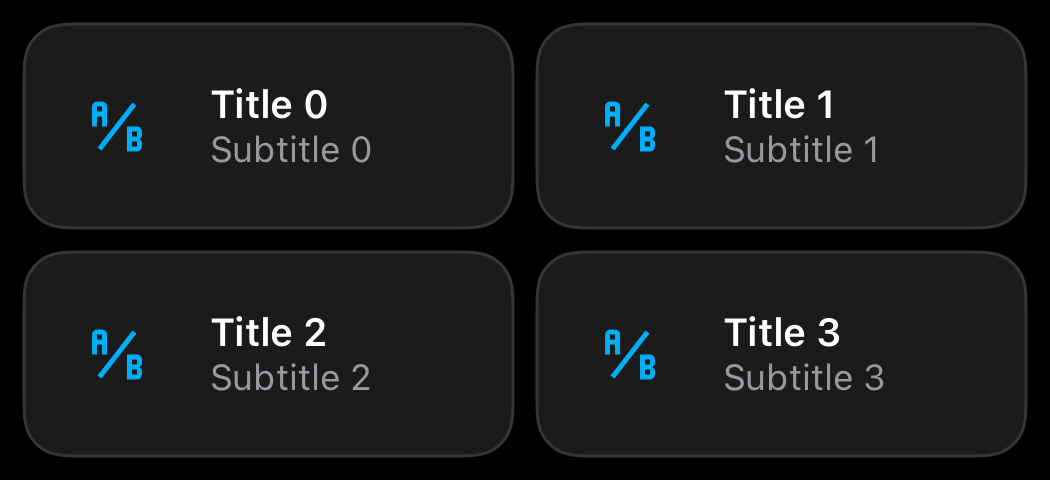 A/B
Title 0
Subtitle 0
A/B
Title 1
Subtitle 1
A/B
Title 2
Subtitle 2
A/B
Title 3
Subtitle 3